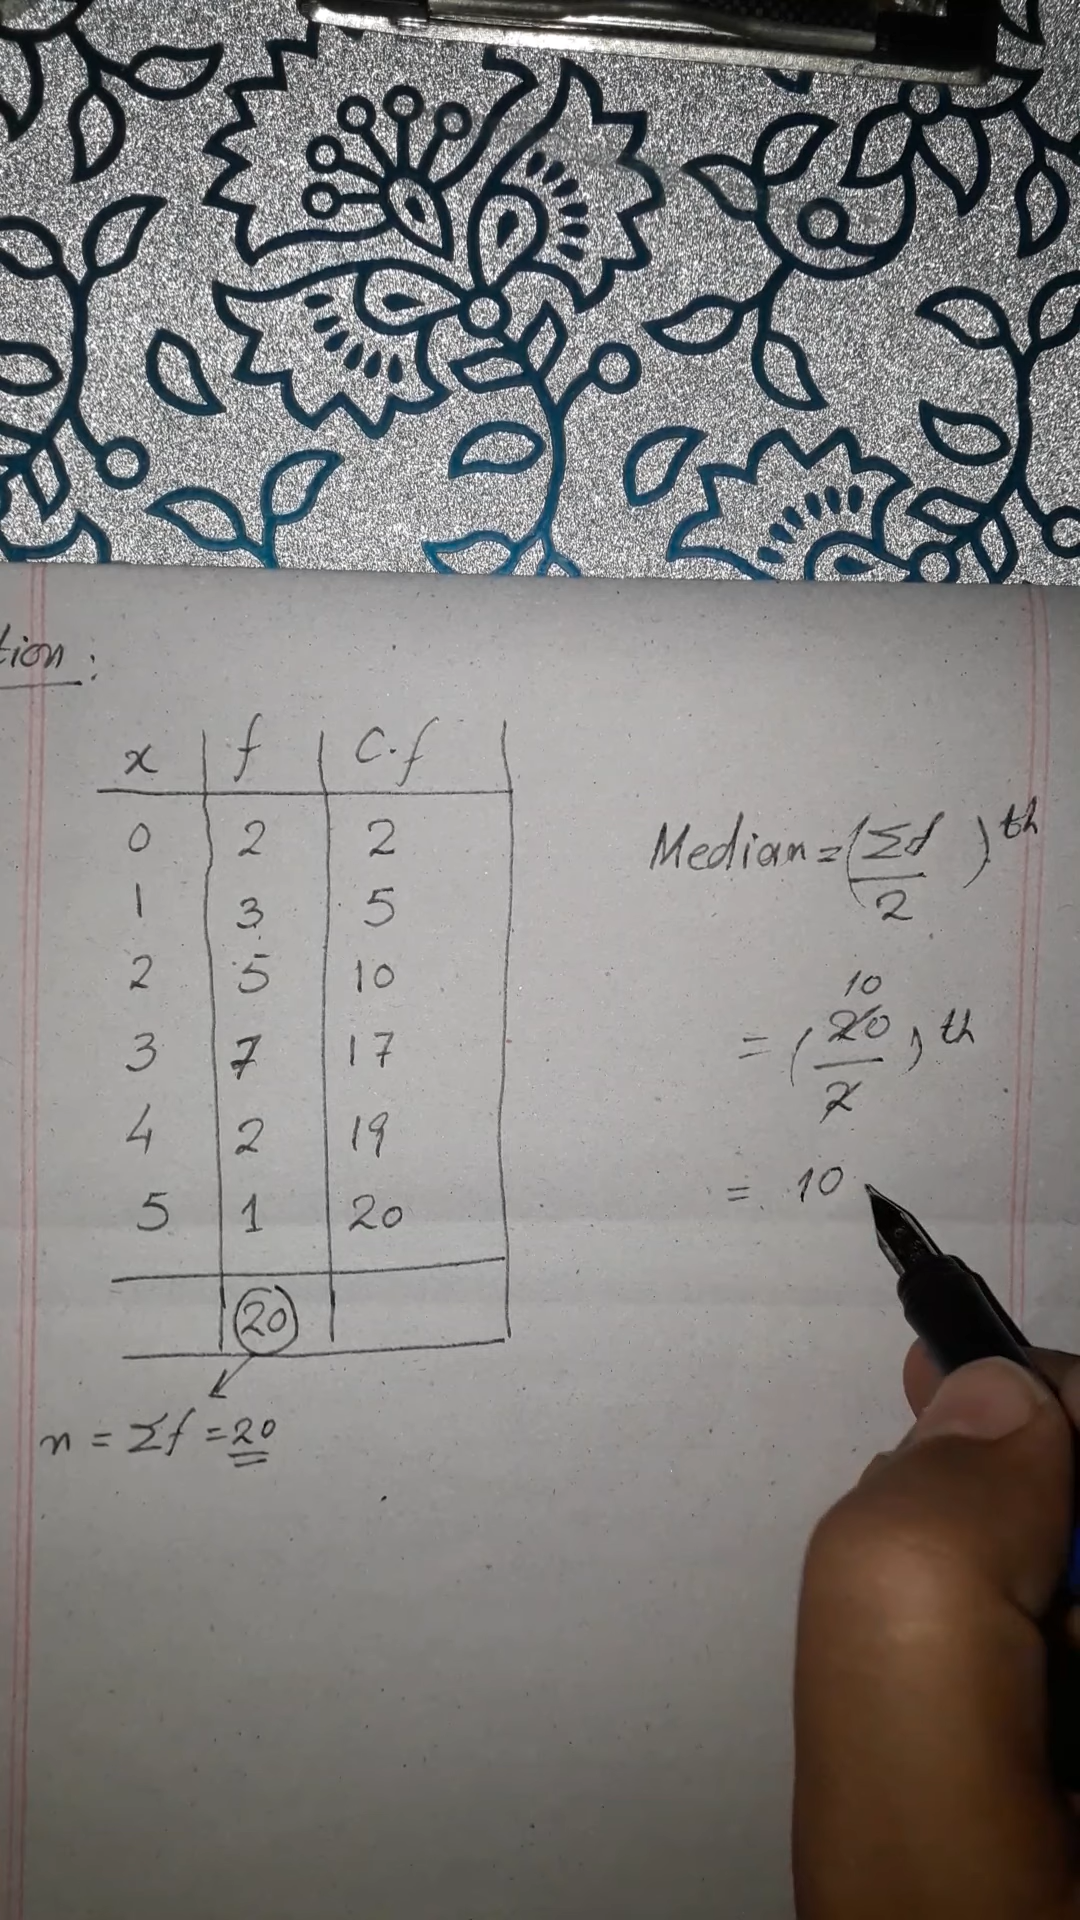 tion:
x f C.f
0 2 2
1 3 5
2 5 10
3 7 17
4 2 19
5 1 20
20
n = Σf = 20
Median = (Σf/2)th
= (20/2)th
10
= 10